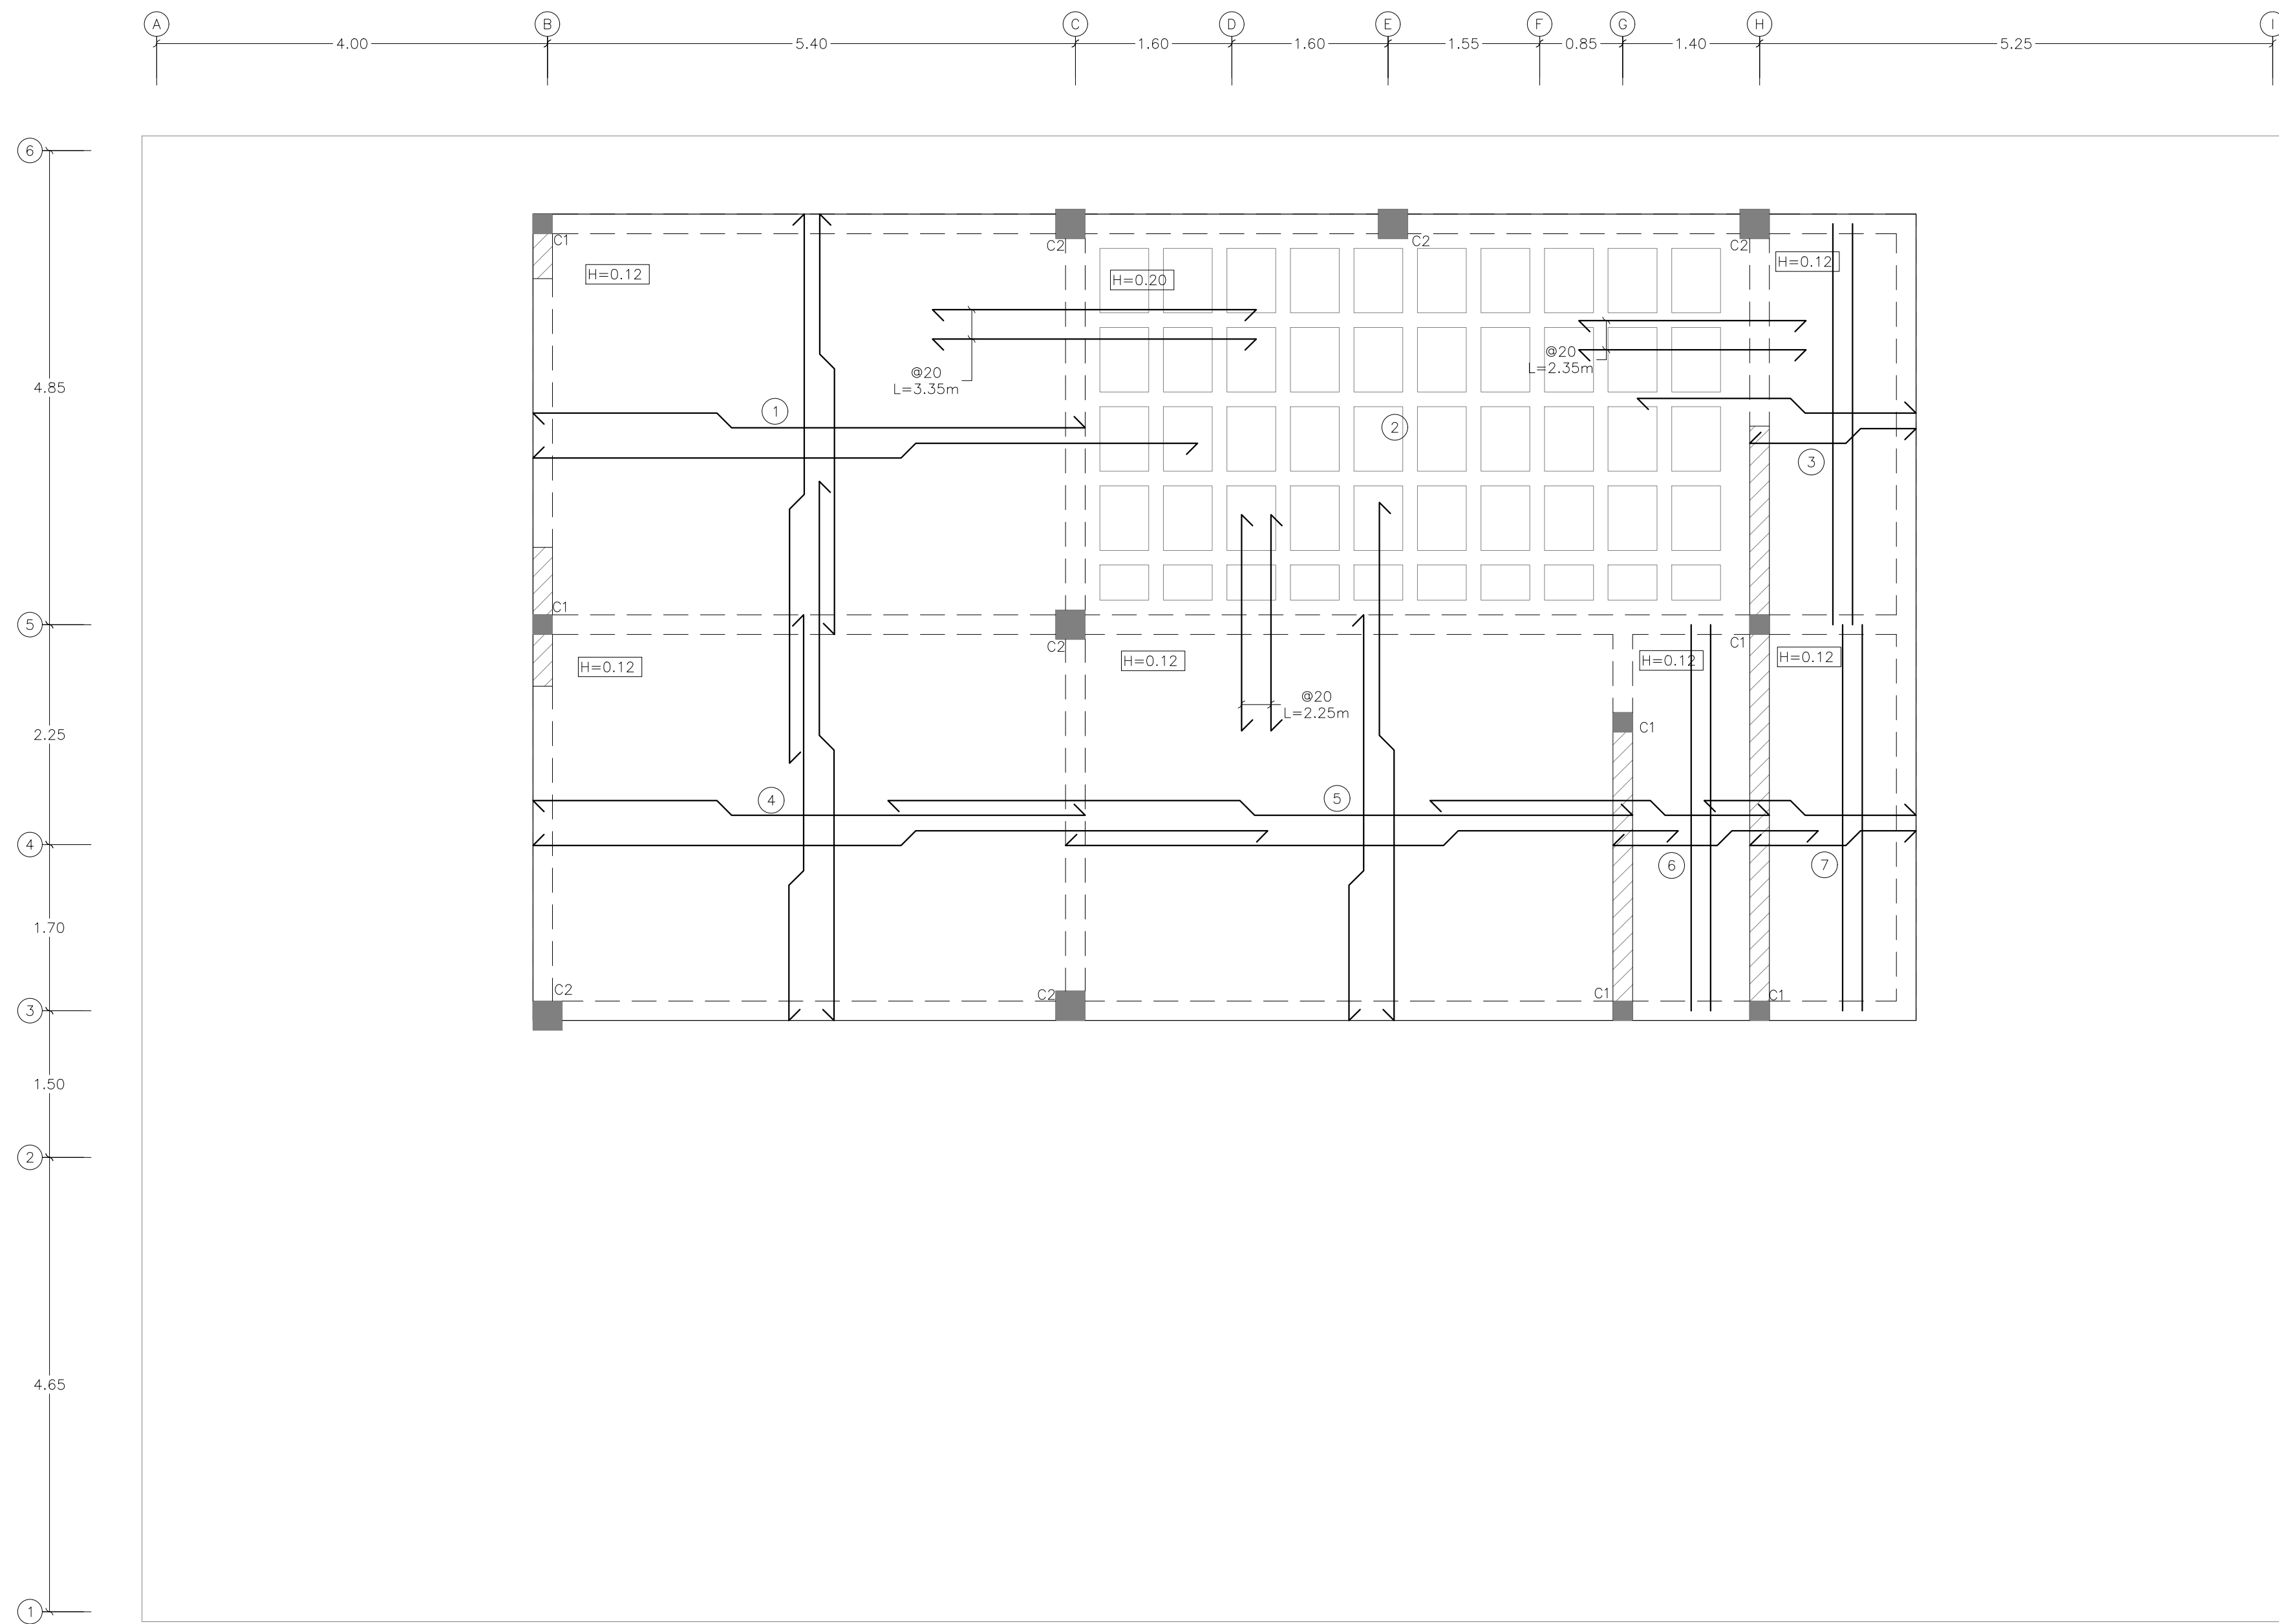 A B C D E F G H I
4.00 5.40 1.60 1.60 1.55 0.85 1.40 5.25
6
C1 C2 C2 C2
H=0.12 H=0.20 H=0.12
@20
L=3.35m
@20
L=2.35m
4.85
1 2 3
5
C1 C2 C1
H=0.12 H=0.12 H=0.12 H=0.12
@20
L=2.25m
2.25
C1
4 5
4
6 7
1.70
C2 C2 C1 C1
3
1.50
2
4.65
1